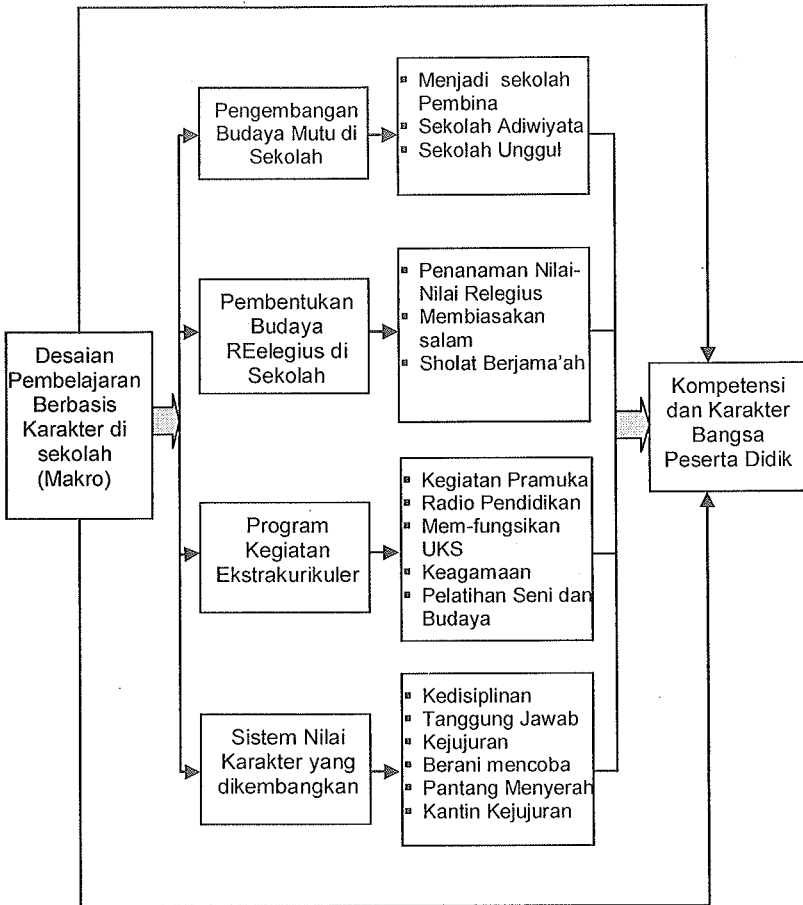 Desaian
Pembelajaran
Berbasis
Karakter di
sekolah
(Makro)
Pengembangan
Budaya Mutu di
Sekolah
Menjadi sekolah
Pembina
Sekolah Adiwiyata
Sekolah Unggul
Pembentukan
Budaya
REelegius di
Sekolah
Penanaman Nilai-
Nilai Relegius
Membiasakan
salam
Sholat Berjama'ah
Program
Kegiatan
Ekstrakurikuler
Kegiatan Pramuka
Radio Pendidikan
Mem-fungsikan
UKS
Keagamaan
Pelatihan Seni dan
Budaya
Sistem Nilai
Karakter yang
dikembangkan
Kedisiplinan
Tanggung Jawab
Kejujuran
Berani mencoba
Pantang Menyerah
Kantin Kejujuran
Kompetensi
dan Karakter
Bangsa
Peserta Didik